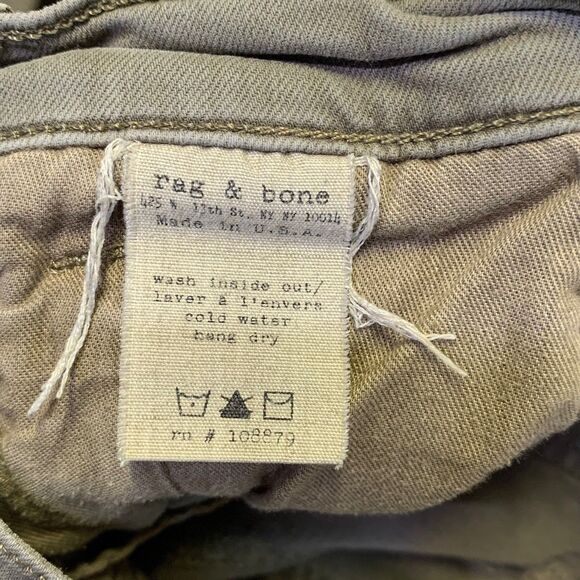 rag & bone
425 W. 13th St. NY NY 10014
Made in U.S.A.
wash inside out/
laver à l'envers
cold water
hang dry
rn # 108879